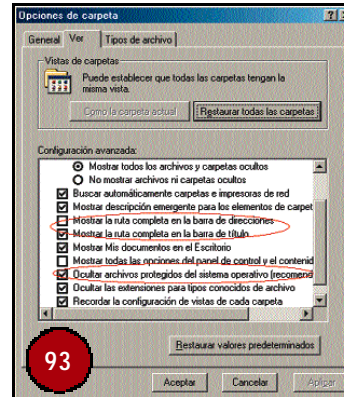 Opciones de carpeta
General Ver Tipos de archivo
Vistas de carpetas
Puede establecer que todas las carpetas tengan la
misma vista.
Como la carpeta actual Restaurar todas las carpetas
Configuración avanzada:
Mostrar todos los archivos y carpetas ocultos
No mostrar archivos ni carpetas ocultos
Buscar automáticamente carpetas e impresoras de red
Mostrar descripción emergente para los elementos de carpet
Mostrar la ruta completa en la barra de direcciones
Mostrar la ruta completa en la barra de título
Mostrar Mis documentos en el Escritorio
Mostrar todas las opciones del panel de control y el contenid
Ocultar archivos protegidos del sistema operativo (recomend
Ocultar las extensiones para tipos conocidos de archivo
Recordar la configuración de vistas de cada carpeta
Restaurar valores predeterminados
93
Aceptar Cancelar Aplicar